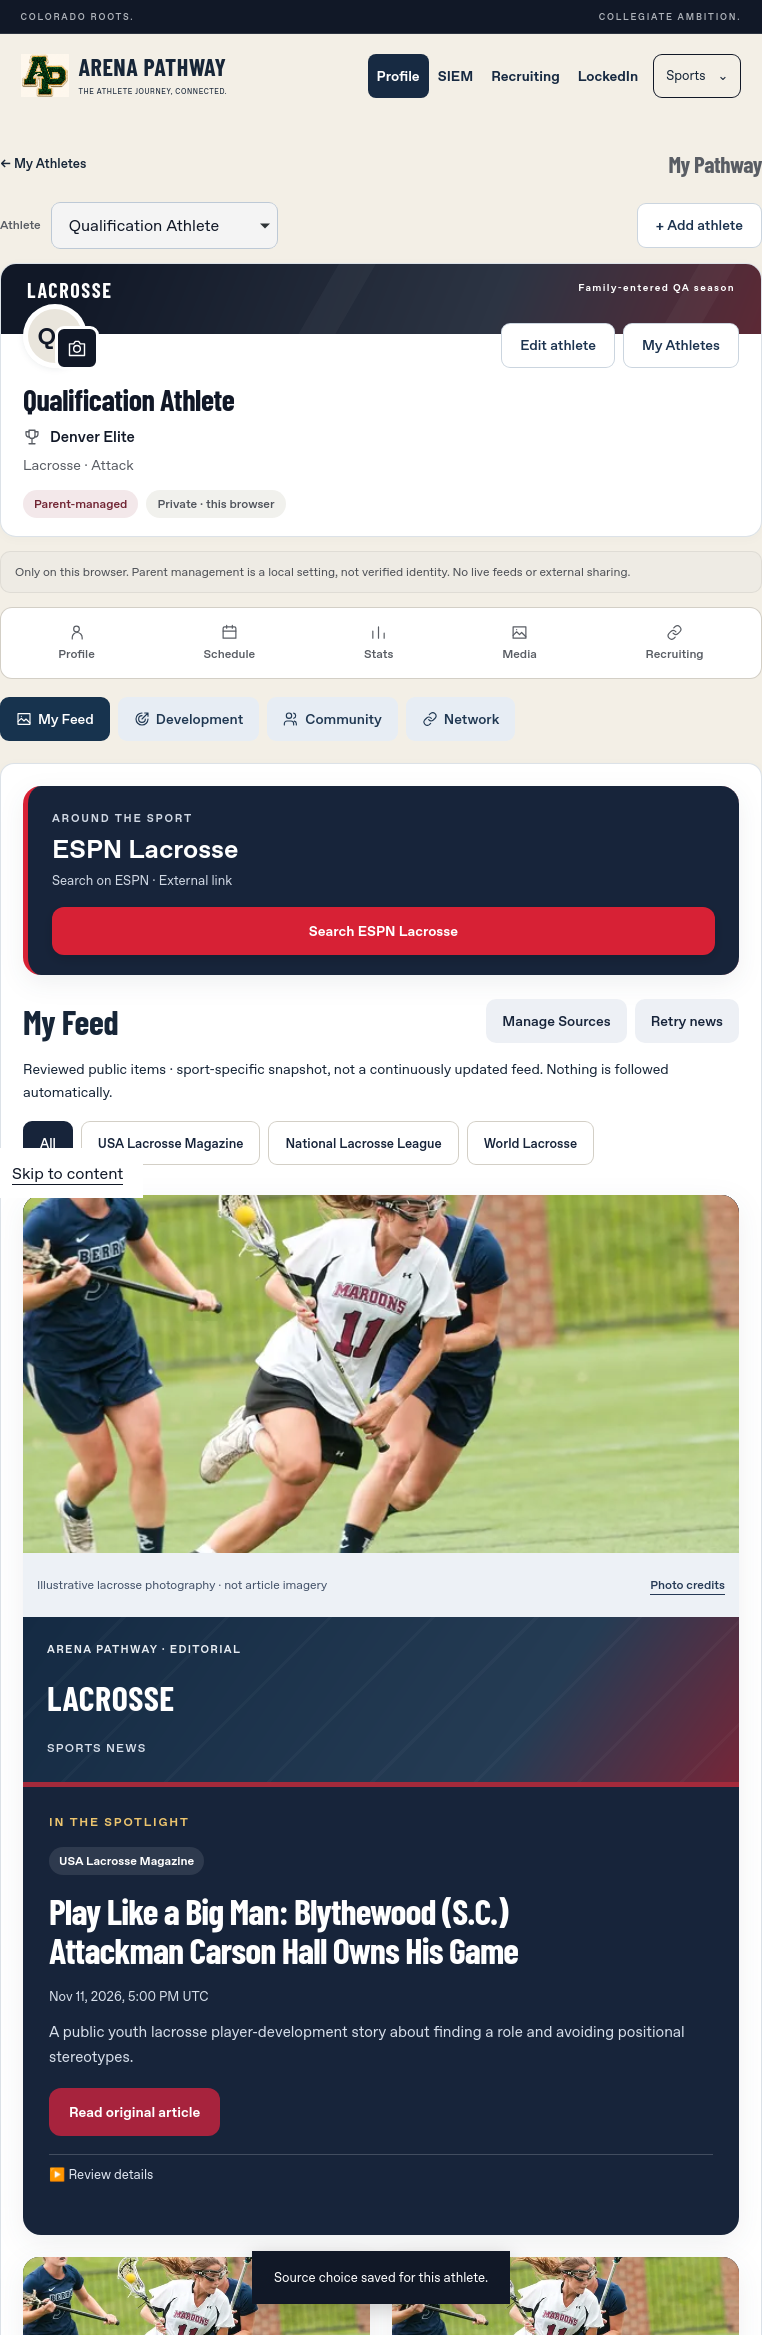 COLORADO ROOTS.
COLLEGIATE AMBITION.
AP
ARENA PATHWAY
THE ATHLETE JOURNEY, CONNECTED.
Profile
SIEM
Recruiting
LockedIn
Sports
← My Athletes
My Pathway
Athlete
Qualification Athlete
+ Add athlete
LACROSSE
Family-entered QA season
Q
Edit athlete
My Athletes
Qualification Athlete
Denver Elite
Lacrosse · Attack
Parent-managed
Private · this browser
Only on this browser. Parent management is a local setting, not verified identity. No live feeds or external sharing.
Profile
Schedule
Stats
Media
Recruiting
My Feed
Development
Community
Network
AROUND THE SPORT
ESPN Lacrosse
Search on ESPN · External link
Search ESPN Lacrosse
My Feed
Manage Sources
Retry news
Reviewed public items · sport-specific snapshot, not a continuously updated feed. Nothing is followed
automatically.
All
USA Lacrosse Magazine
National Lacrosse League
World Lacrosse
Skip to content
BERRY
MAROONS
11
Illustrative lacrosse photography · not article imagery
Photo credits
ARENA PATHWAY · EDITORIAL
LACROSSE
SPORTS NEWS
IN THE SPOTLIGHT
USA Lacrosse Magazine
Play Like a Big Man: Blythewood (S.C.)
Attackman Carson Hall Owns His Game
Nov 11, 2026, 5:00 PM UTC
A public youth lacrosse player-development story about finding a role and avoiding positional
stereotypes.
Read original article
Review details
Source choice saved for this athlete.
MAROONS
11
MAROONS
11